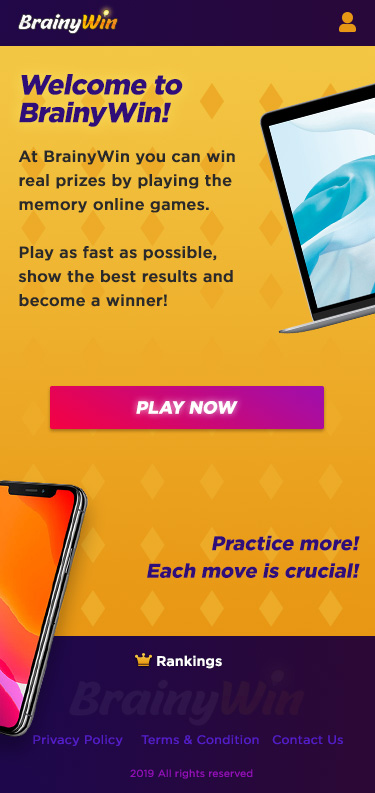 BrainyWin
Welcome to
BrainyWin!
At BrainyWin you can win
real prizes by playing the
memory online games.
Play as fast as possible,
show the best results and
become a winner!
PLAY NOW
Practice more!
Each move is crucial!
Rankings
BrainyWin
Privacy Policy Terms & Condition Contact Us
2019 All rights reserved